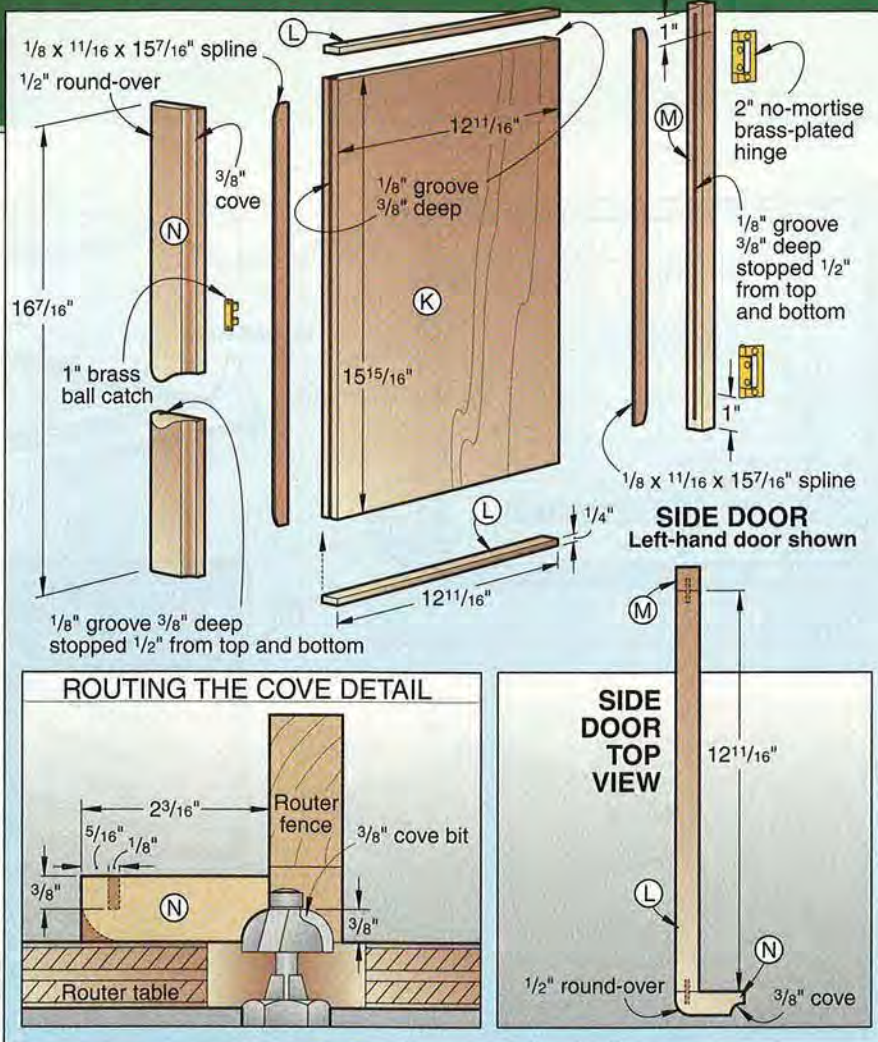 1/8 x 11/16 x 15 7/16" spline
1/2" round-over
L
12 11/16"
3/8"
cove
1/8" groove
3/8" deep
N
16 7/16"
1" brass
ball catch
K
15 15/16"
1"
M
2" no-mortise
brass-plated
hinge
1/8" groove
3/8" deep
stopped 1/2"
from top
and bottom
1"
1/8 x 11/16 x 15 7/16" spline
SIDE DOOR
Left-hand door shown
L
1/4"
12 11/16"
1/8" groove 3/8" deep
stopped 1/2" from top and bottom
ROUTING THE COVE DETAIL
2 3/16"
Router
fence
5/16"
1/8"
3/8" cove bit
3/8"
N
3/8"
Router table
M
SIDE
DOOR
TOP
VIEW
12 11/16"
L
N
1/2" round-over
3/8" cove